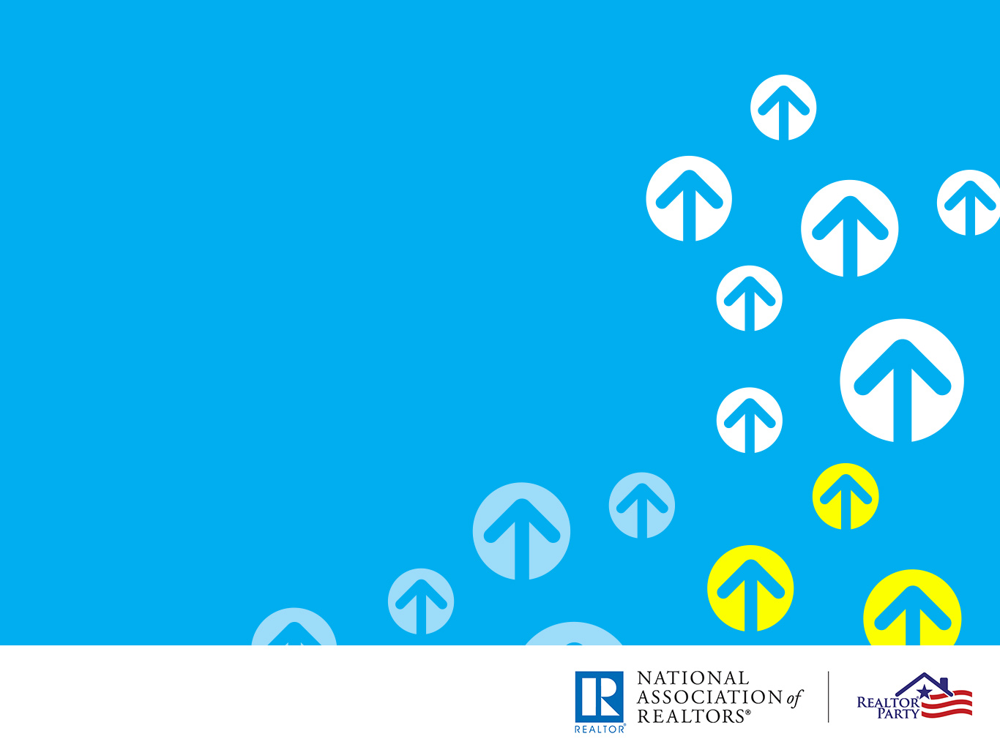 R
REALTOR®
NATIONAL
ASSOCIATION of
REALTORS®
REALTOR®
PARTY